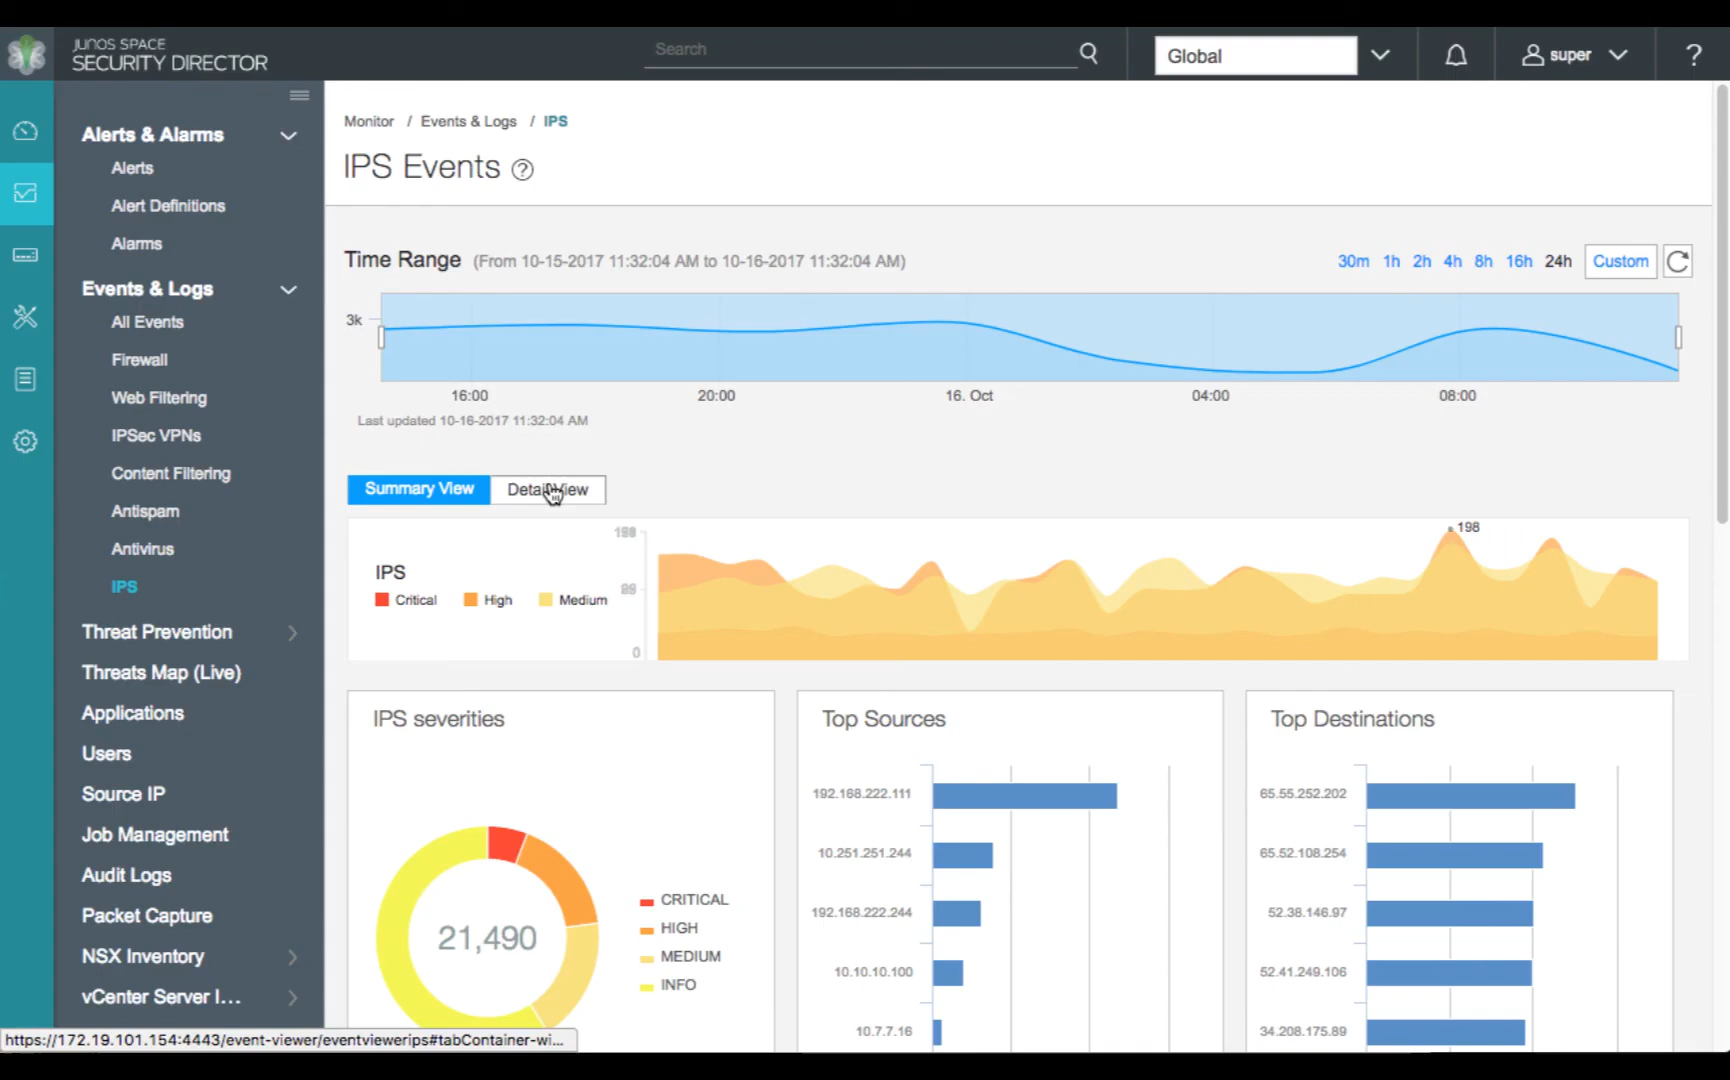 JUNOS SPACE
SECURITY DIRECTOR
Search
Global
super
?
Alerts & Alarms
Alerts
Alert Definitions
Alarms
Events & Logs
All Events
Firewall
Web Filtering
IPSec VPNs
Content Filtering
Antispam
Antivirus
IPS
Threat Prevention
Threats Map (Live)
Applications
Users
Source IP
Job Management
Audit Logs
Packet Capture
NSX Inventory
vCenter Server I...
Monitor / Events & Logs / IPS
IPS Events ?
Time Range (From 10-15-2017 11:32:04 AM to 10-16-2017 11:32:04 AM)
30m 1h 2h 4h 8h 16h 24h Custom
3k
16:00 20:00 16. Oct 04:00 08:00
Last updated 10-16-2017 11:32:04 AM
Summary View Detail View
IPS
Critical High Medium
198
99
0
198
IPS severities
21,490
CRITICAL
HIGH
MEDIUM
INFO
Top Sources
192.168.222.111
10.251.251.244
192.168.222.244
10.10.10.100
10.7.7.16
Top Destinations
65.55.252.202
65.52.108.254
52.38.146.97
52.41.249.106
34.208.175.89
https://172.19.101.154:4443/event-viewer/eventviewerips#tabContainer-wi...